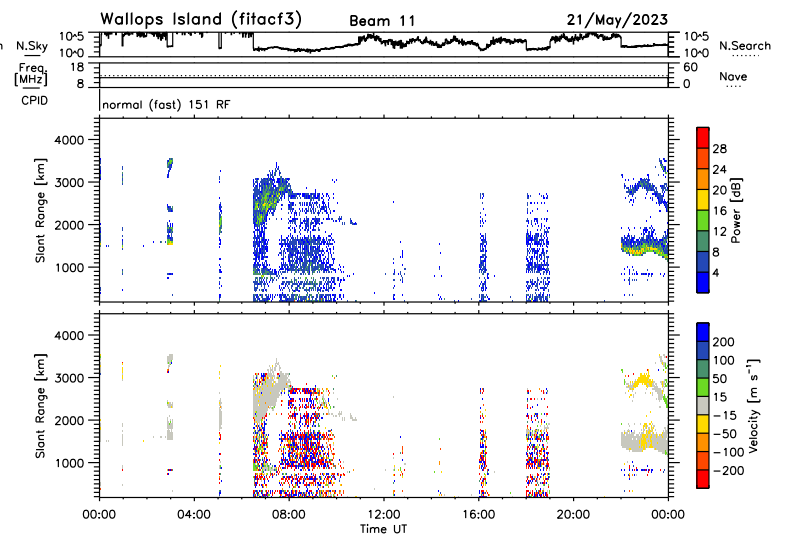 Wallops Island (fitacf3) Beam 11 21/May/2023
n N.Sky 10^5 10^0 10^5 10^0 N.Search
Freq. [MHz] 18 8 60 0 Nave
CPID normal (fast) 151 RF
Slant Range [km] 4000 3000 2000 1000
Power [dB] 28 24 20 16 12 8 4
Slant Range [km] 4000 3000 2000 1000
Velocity [m s⁻¹] 200 100 50 15 −15 −50 −100 −200
00:00 04:00 08:00 12:00 16:00 20:00 00:00
Time UT